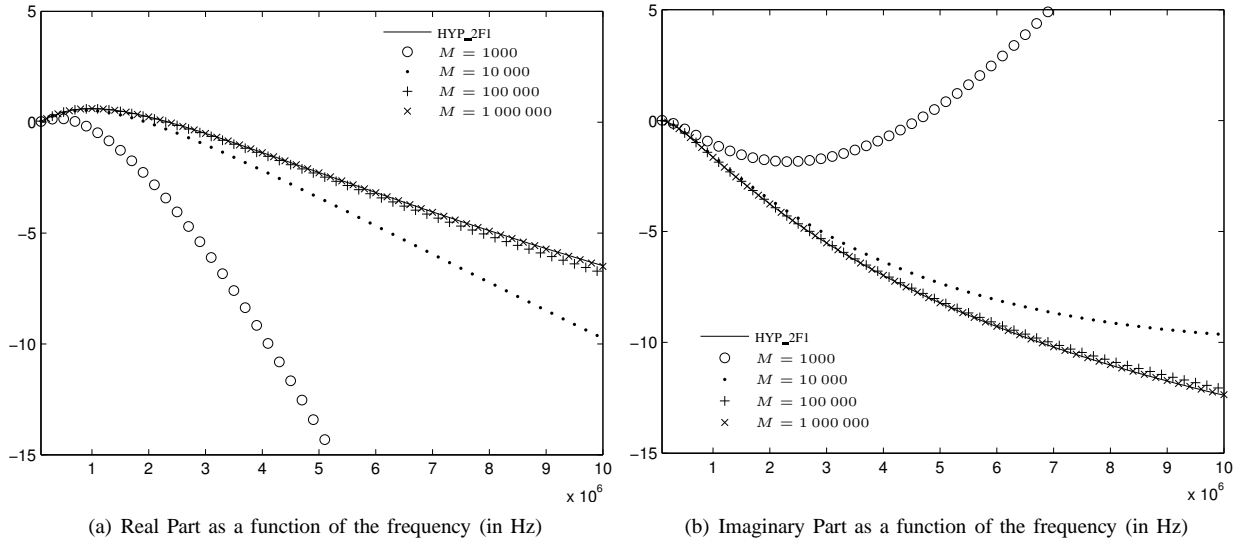 5
0
−5
−10
−15
HYP_2F1
M = 1000
M = 10 000
M = 100 000
M = 1 000 000
1 2 3 4 5 6 7 8 9 10
x 10^6
(a) Real Part as a function of the frequency (in Hz)
5
0
−5
−10
−15
HYP_2F1
M = 1000
M = 10 000
M = 100 000
M = 1 000 000
1 2 3 4 5 6 7 8 9 10
x 10^6
(b) Imaginary Part as a function of the frequency (in Hz)